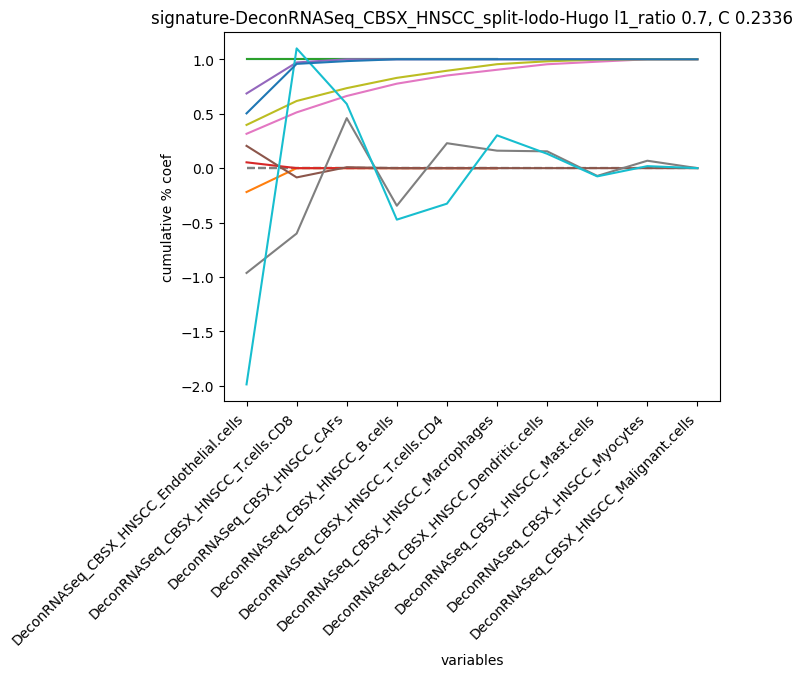 signature-DeconRNASeq_CBSX_HNSCC_split-lodo-Hugo l1_ratio 0.7, C 0.2336
cumulative % coef
1.0
0.5
0.0
−0.5
−1.0
−1.5
−2.0
DeconRNASeq_CBSX_HNSCC_Endothelial.cells
DeconRNASeq_CBSX_HNSCC_T.cells.CD8
DeconRNASeq_CBSX_HNSCC_CAFs
DeconRNASeq_CBSX_HNSCC_B.cells
DeconRNASeq_CBSX_HNSCC_T.cells.CD4
DeconRNASeq_CBSX_HNSCC_Macrophages
DeconRNASeq_CBSX_HNSCC_Dendritic.cells
DeconRNASeq_CBSX_HNSCC_Mast.cells
DeconRNASeq_CBSX_HNSCC_Myocytes
DeconRNASeq_CBSX_HNSCC_Malignant.cells
variables